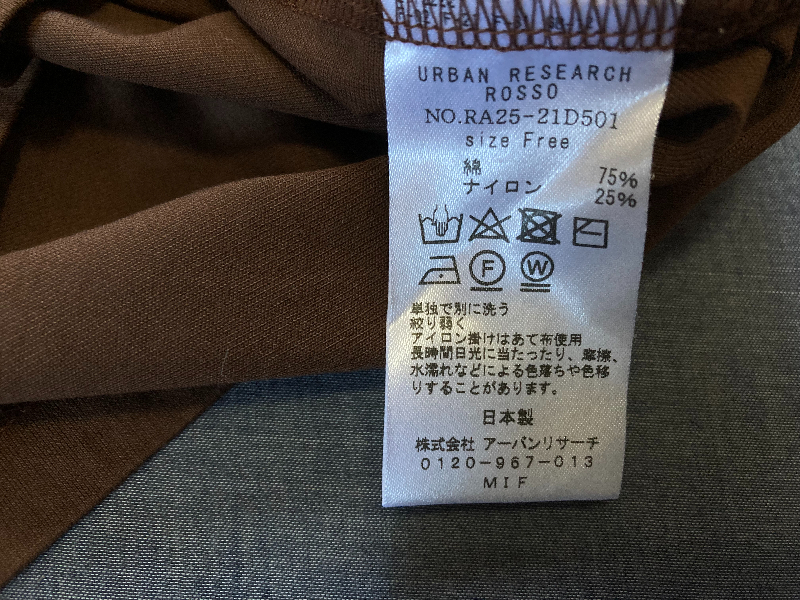 URBAN RESEARCH
ROSSO
NO.RA25-21D501
size Free
綿 75%
ナイロン 25%
F W
単独で別に洗う
絞り弱く
アイロン掛けはあて布使用
長時間日光に当たったり、摩擦、
水濡れなどによる色落ちや色移
りすることがあります。
日本製
株式会社 アーバンリサーチ
0120-967-013
MIF